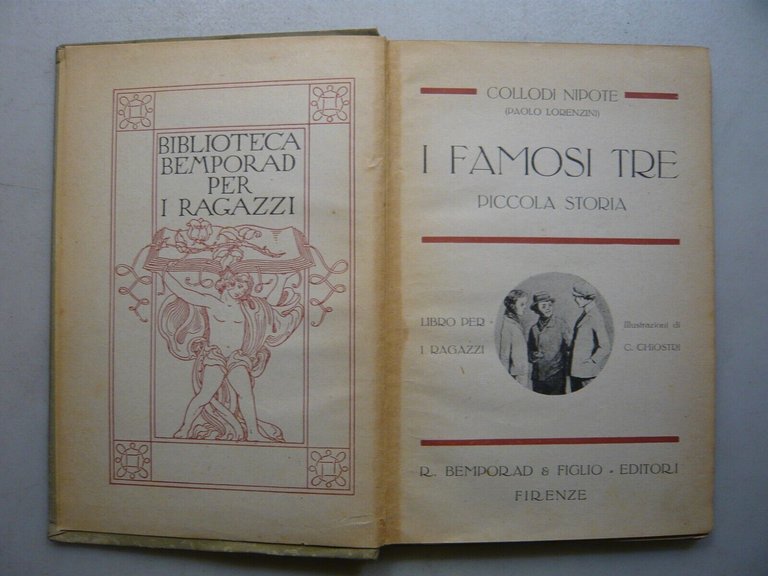 BIBLIOTECA
BEMPORAD
PER
I RAGAZZI
COLLODI NIPOTE
(PAOLO LORENZINI)
I FAMOSI TRE
PICCOLA STORIA
LIBRO PER
I RAGAZZI
Illustrazioni di
C. CHIOSTRI
R. BEMPORAD & FIGLIO - EDITORI
FIRENZE